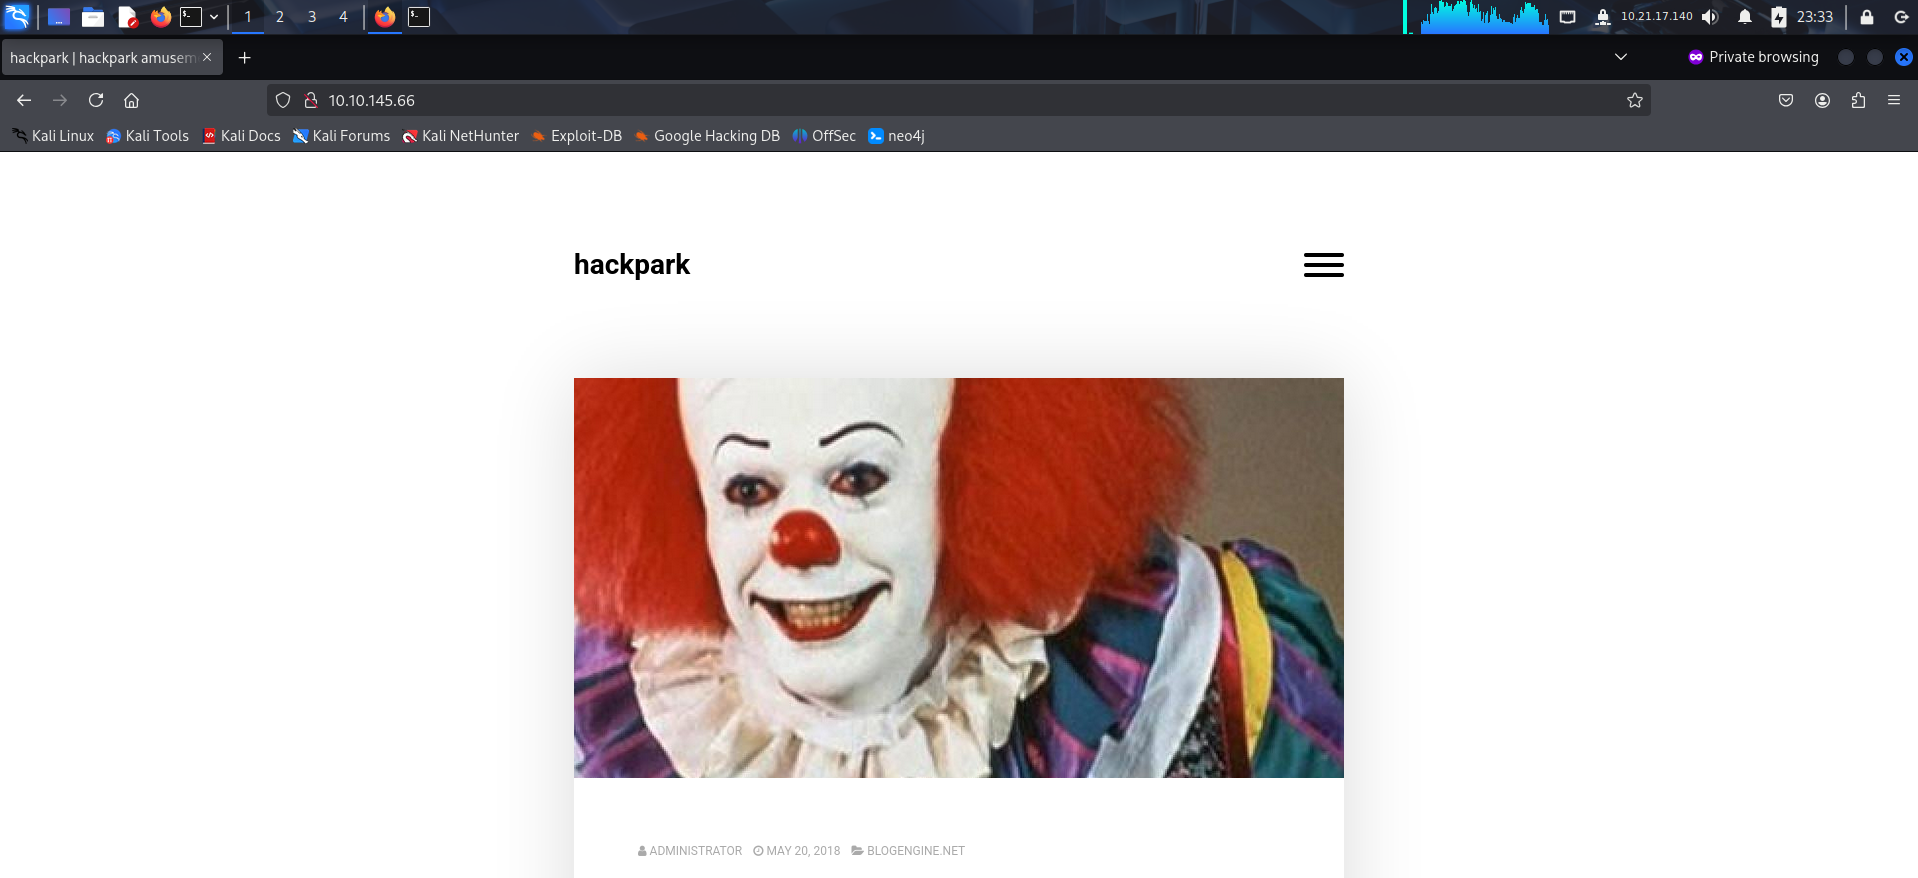 1 2 3 4 10.21.17.140 23:33
hackpark | hackpark amusem Private browsing
10.10.145.66
Kali Linux Kali Tools Kali Docs Kali Forums Kali NetHunter Exploit-DB Google Hacking DB OffSec neo4j
hackpark
ADMINISTRATOR MAY 20, 2018 BLOGENGINE.NET